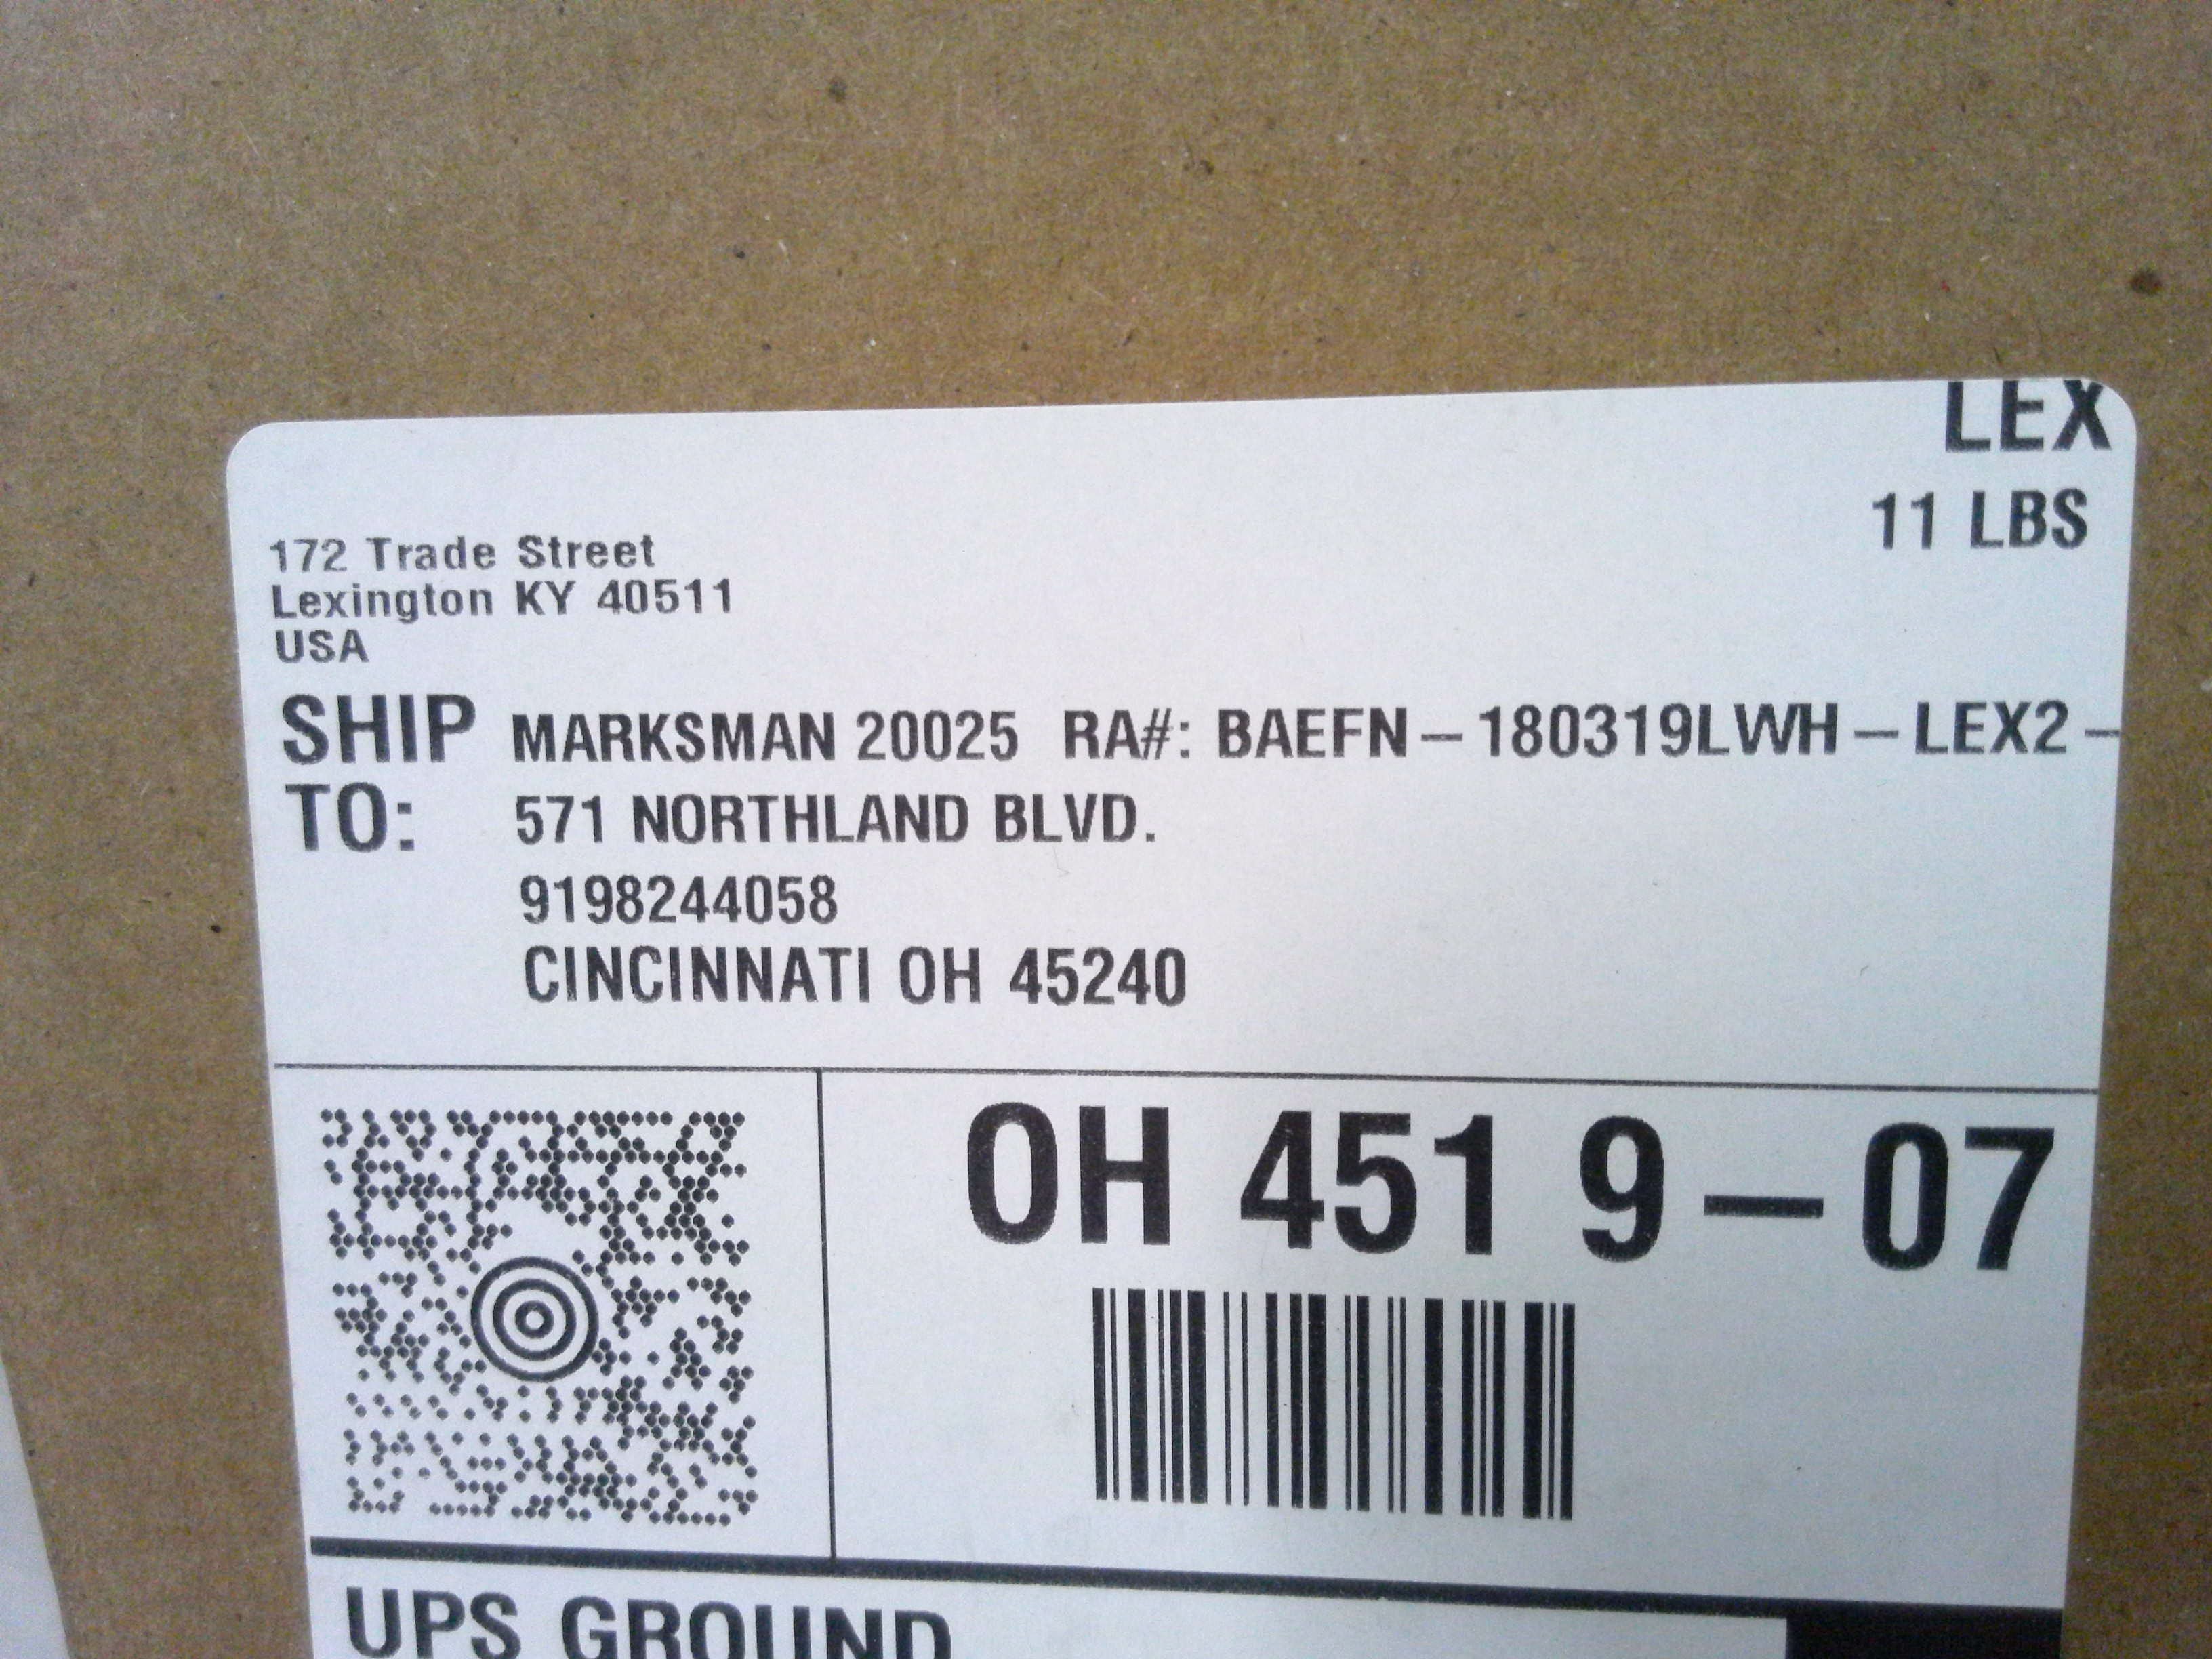 LEX
11 LBS
172 Trade Street
Lexington KY 40511
USA
SHIP TO:
MARKSMAN 20025 RA#: BAEFN-180319LWH-LEX2-
571 NORTHLAND BLVD.
9198244058
CINCINNATI OH 45240
OH 451 9-07
UPS GROUND